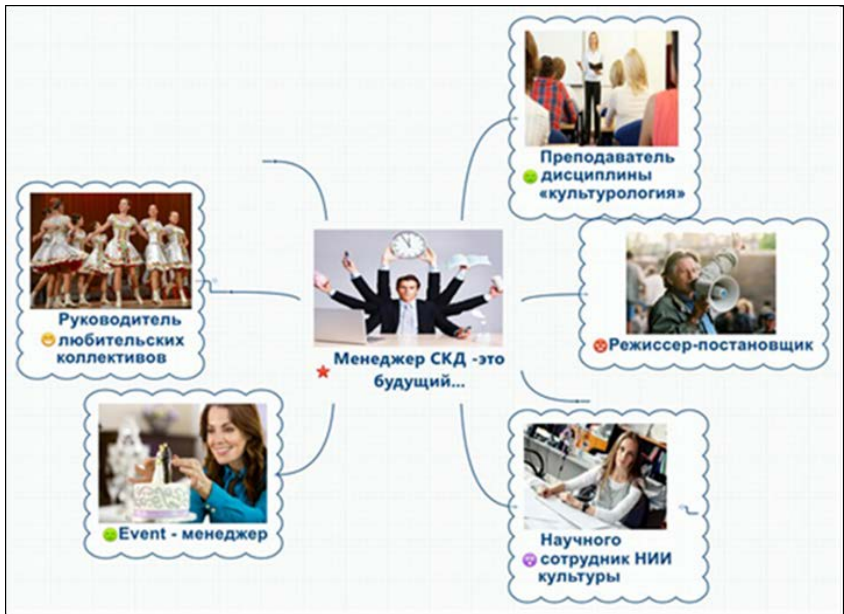 Преподаватель
дисциплины
«культурология»
Руководитель
любительских
коллективов
Менеджер СКД -это
будущий...
Режиссер-постановщик
Event - менеджер
Научного
сотрудник НИИ
культуры